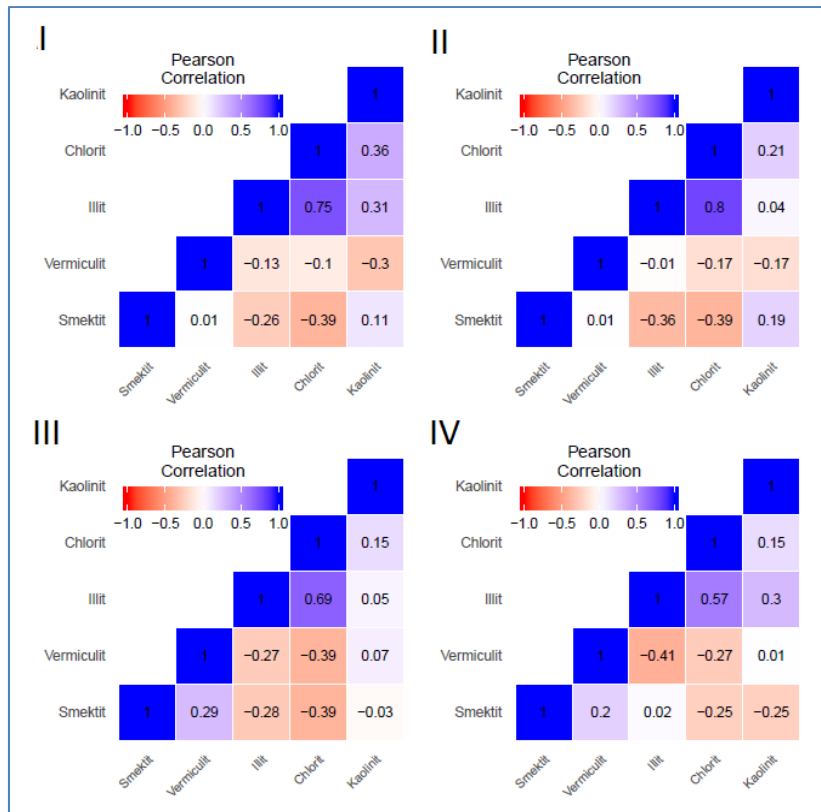 I
Pearson
Correlation
−1.0 −0.5 0.0 0.5 1.0
Kaolinit 1
Chlorit 1 0.36
Illit 1 0.75 0.31
Vermiculit 1 −0.13 −0.1 −0.3
Smektit 1 0.01 −0.26 −0.39 0.11
Smektit Vermiculit Illit Chlorit Kaolinit
II
Pearson
Correlation
−1.0 −0.5 0.0 0.5 1.0
Kaolinit 1
Chlorit 1 0.21
Illit 1 0.8 0.04
Vermiculit 1 −0.01 −0.17 −0.17
Smektit 1 0.01 −0.36 −0.39 0.19
Smektit Vermiculit Illit Chlorit Kaolinit
III
Pearson
Correlation
−1.0 −0.5 0.0 0.5 1.0
Kaolinit 1
Chlorit 1 0.15
Illit 1 0.69 0.05
Vermiculit 1 −0.27 −0.39 0.07
Smektit 1 0.29 −0.28 −0.39 −0.03
Smektit Vermiculit Illit Chlorit Kaolinit
IV
Pearson
Correlation
−1.0 −0.5 0.0 0.5 1.0
Kaolinit 1
Chlorit 1 0.15
Illit 1 0.57 0.3
Vermiculit 1 −0.41 −0.27 0.01
Smektit 1 0.2 0.02 −0.25 −0.25
Smektit Vermiculit Illit Chlorit Kaolinit